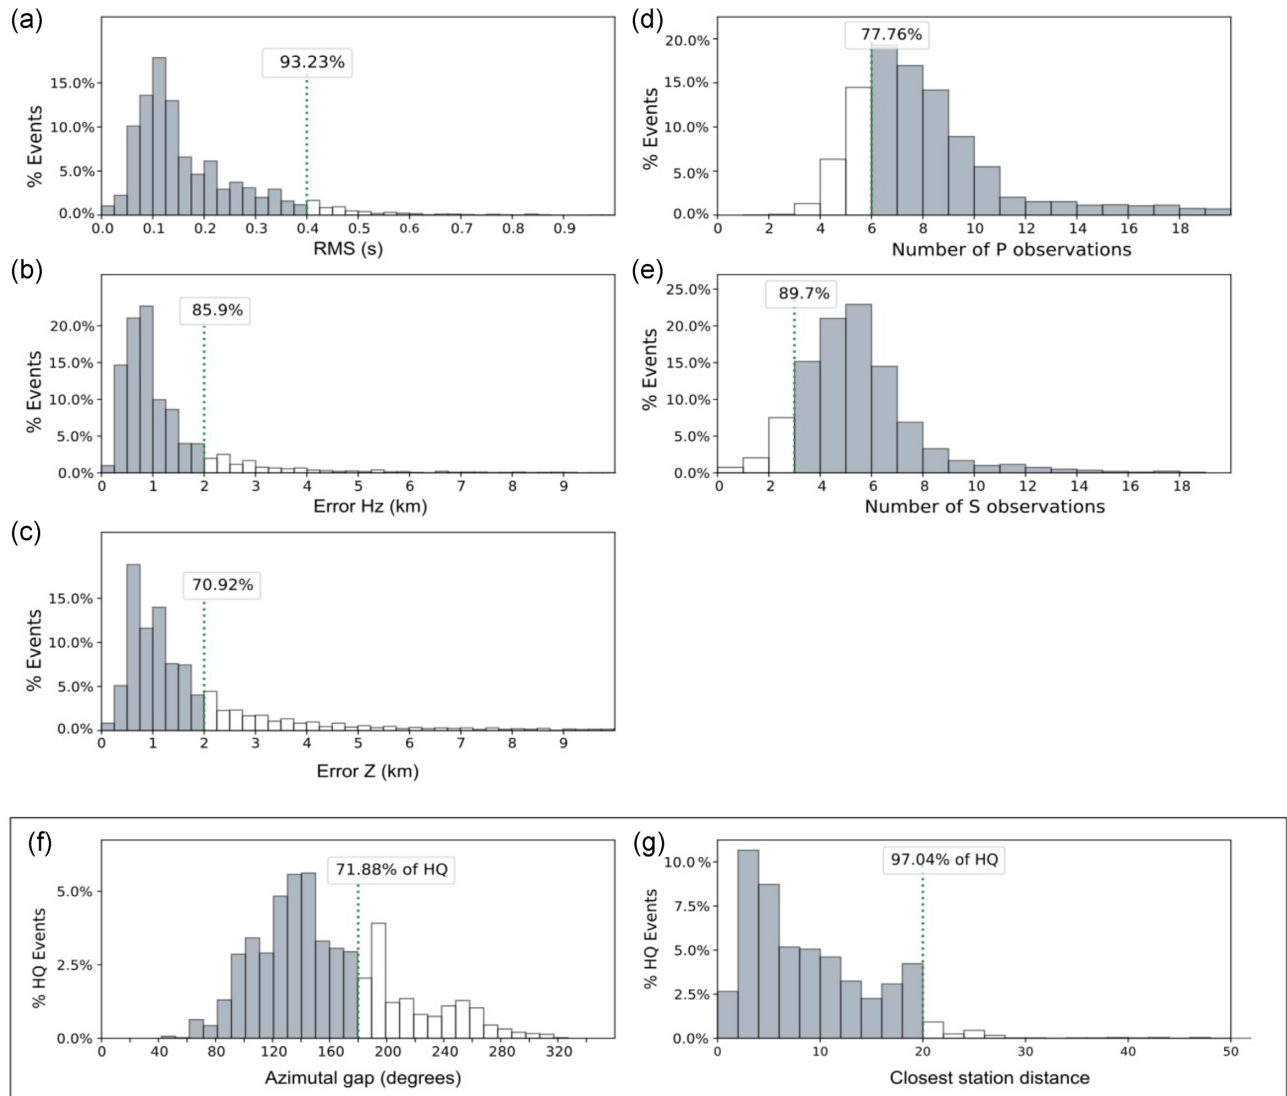 (a)
93.23%
15.0%
10.0%
5.0%
0.0%
% Events
0.0 0.1 0.2 0.3 0.4 0.5 0.6 0.7 0.8 0.9
RMS (s)
(b)
85.9%
20.0%
15.0%
10.0%
5.0%
0.0%
% Events
0 1 2 3 4 5 6 7 8 9
Error Hz (km)
(c)
70.92%
15.0%
10.0%
5.0%
0.0%
% Events
0 1 2 3 4 5 6 7 8 9
Error Z (km)
(d)
77.76%
20.0%
15.0%
10.0%
5.0%
0.0%
% Events
0 2 4 6 8 10 12 14 16 18
Number of P observations
(e)
89.7%
25.0%
20.0%
15.0%
10.0%
5.0%
0.0%
% Events
0 2 4 6 8 10 12 14 16 18
Number of S observations
(f)
71.88% of HQ
5.0%
2.5%
0.0%
% HQ Events
0 40 80 120 160 200 240 280 320
Azimutal gap (degrees)
(g)
97.04% of HQ
10.0%
7.5%
5.0%
2.5%
0.0%
% HQ Events
0 10 20 30 40 50
Closest station distance